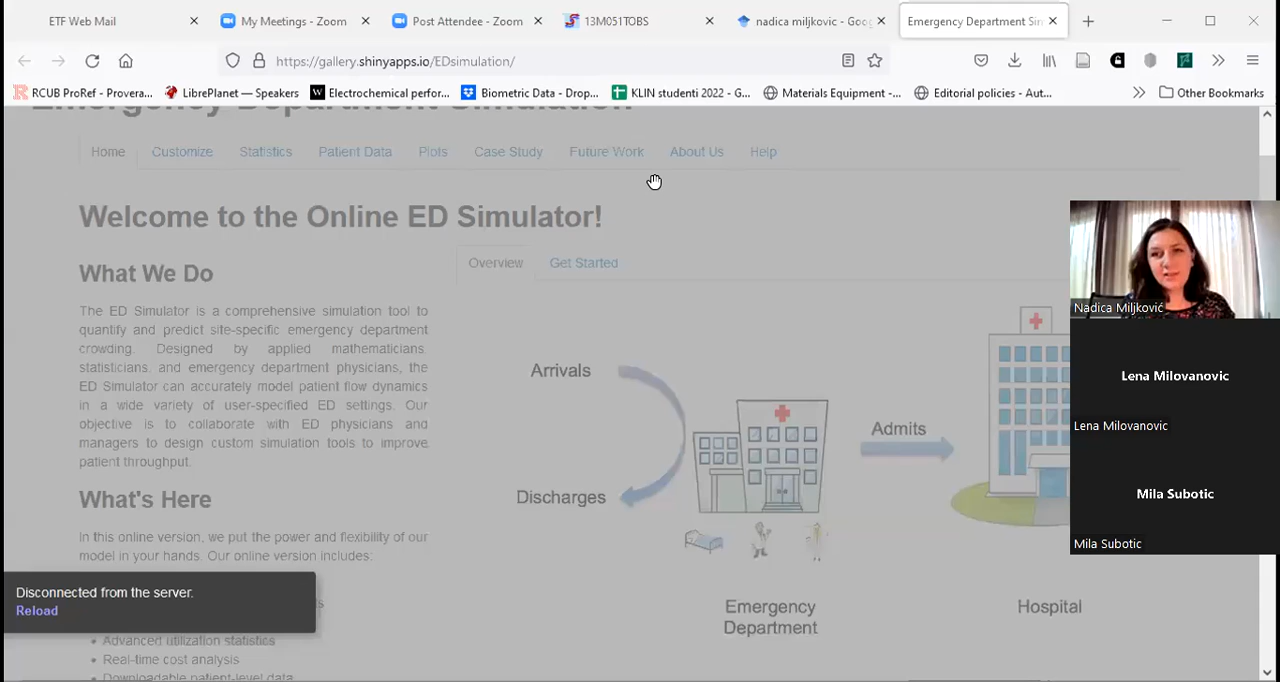 ETF Web Mail
My Meetings - Zoom
Post Attendee - Zoom
13M051TOBS
nadica miljkovic - Goog
Emergency Department Sim
https://gallery.shinyapps.io/EDsimulation/
RCUB ProRef - Provera...
LibrePlanet — Speakers
Electrochemical perfor...
Biometric Data - Drop...
KLIN studenti 2022 - G...
Materials Equipment -...
Editorial policies - Aut...
Other Bookmarks
Emergency Department Simulation
Home
Customize
Statistics
Patient Data
Plots
Case Study
Future Work
About Us
Help
Welcome to the Online ED Simulator!
What We Do
The ED Simulator is a comprehensive simulation tool to
quantify and predict site-specific emergency department
crowding. Designed by applied mathematicians,
statisticians, and emergency department physicians, the
ED Simulator can accurately model patient flow dynamics
in a wide variety of user-specified ED settings. Our
objective is to collaborate with ED physicians and
managers to design custom simulation tools to improve
patient throughput.
What's Here
In this online version, we put the power and flexibility of our
model in your hands. Our online version includes:
Advanced utilization statistics
Real-time cost analysis
Downloadable patient-level data
Overview
Get Started
Arrivals
Discharges
Admits
Emergency
Department
Hospital
Disconnected from the server.
Reload
Nadica Miljković
Lena Milovanovic
Lena Milovanovic
Mila Subotic
Mila Subotic